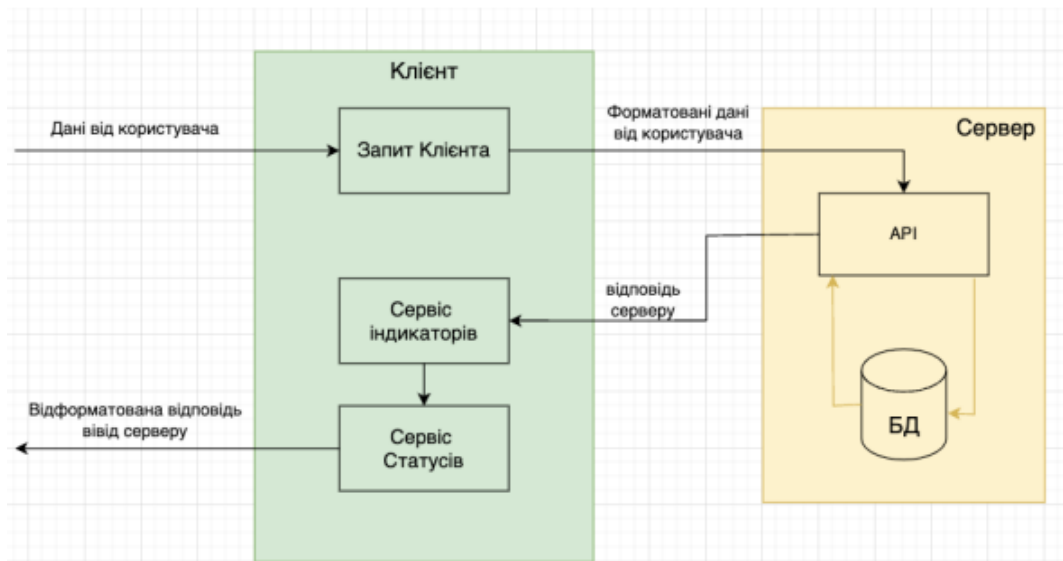 Клієнт
Дані від користувача
Запит Клієнта
Форматовані дані
від користувача
Сервер
API
відповідь
серверу
Сервіс
індикаторів
Відформатована відповідь
вівід серверу
Сервіс
Статусів
БД